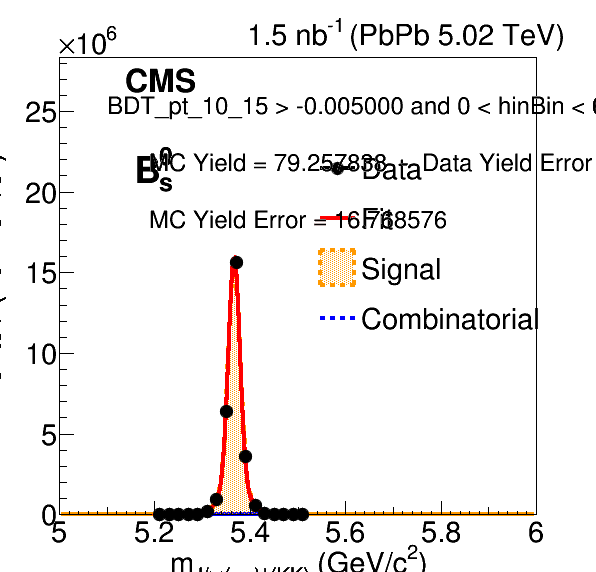 ×10⁶
1.5 nb⁻¹ (PbPb 5.02 TeV)
CMS
BDT_pt_10_15 > -0.005000 and 0 < hinBin <
B⁰ₛ
MC Yield = 79.257838 Data Yield Error
Data
MC Yield Error = 16.768576
Fit
Signal
Combinatorial
25
20
15
10
5
0
5 5.2 5.4 5.6 5.8 6
(GeV/c²)